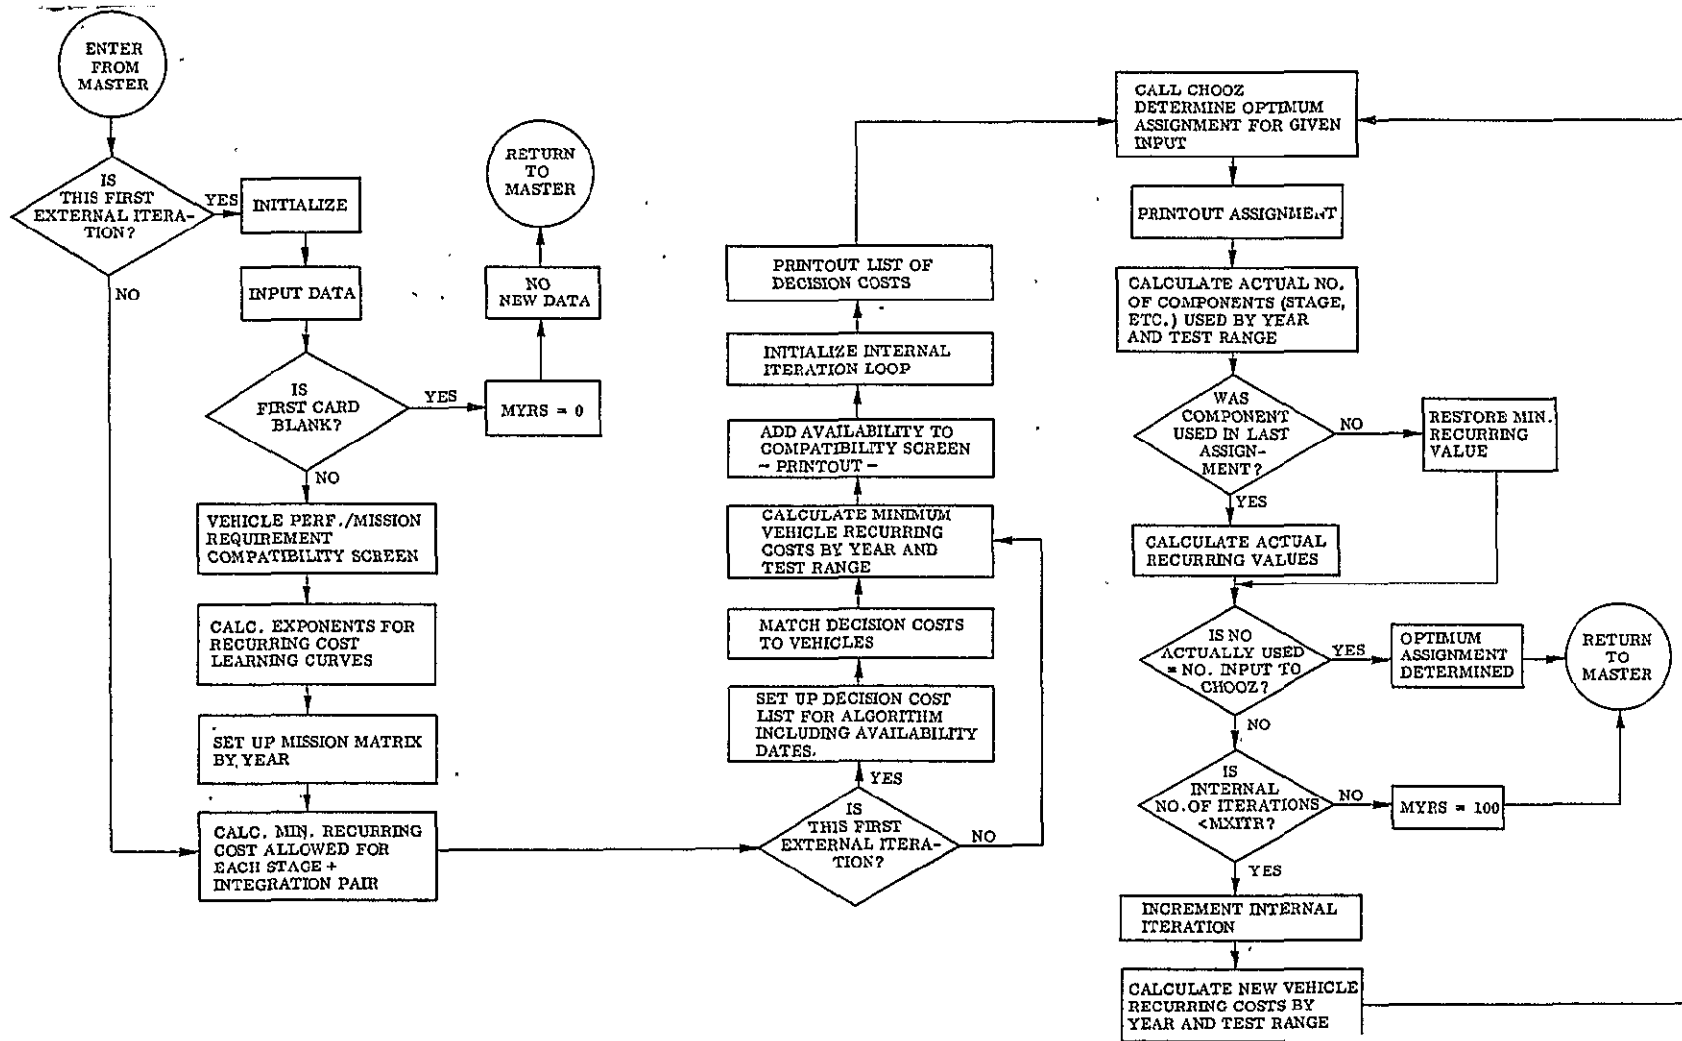 ENTER
FROM
MASTER
IS
THIS FIRST
EXTERNAL ITERA-
TION?
YES
NO
INITIALIZE
INPUT DATA
IS
FIRST CARD
BLANK?
YES
NO
MYRS = 0
NO
NEW DATA
RETURN
TO
MASTER
VEHICLE PERF./MISSION
REQUIREMENT
COMPATIBILITY SCREEN
CALC. EXPONENTS FOR
RECURRING COST
LEARNING CURVES
SET UP MISSION MATRIX
BY YEAR
CALC. MIN. RECURRING
COST ALLOWED FOR
EACH STAGE +
INTEGRATION PAIR
IS
THIS FIRST
EXTERNAL ITERA-
TION?
YES
NO
SET UP DECISION COST
LIST FOR ALGORITHM
INCLUDING AVAILABILITY
DATES.
MATCH DECISION COSTS
TO VEHICLES
CALCULATE MINIMUM
VEHICLE RECURRING
COSTS BY YEAR AND
TEST RANGE
ADD AVAILABILITY TO
COMPATIBILITY SCREEN
- PRINTOUT -
INITIALIZE INTERNAL
ITERATION LOOP
PRINTOUT LIST OF
DECISION COSTS
CALL CHOOZ
DETERMINE OPTIMUM
ASSIGNMENT FOR GIVEN
INPUT
PRINTOUT ASSIGNMENT
CALCULATE ACTUAL NO.
OF COMPONENTS (STAGE,
ETC.) USED BY YEAR
AND TEST RANGE
WAS
COMPONENT
USED IN LAST
ASSIGN-
MENT?
NO
YES
RESTORE MIN.
RECURRING
VALUE
CALCULATE ACTUAL
RECURRING VALUES
IS NO
ACTUALLY USED
= NO. INPUT TO
CHOOZ?
YES
NO
OPTIMUM
ASSIGNMENT
DETERMINED
RETURN
TO
MASTER
IS
INTERNAL
NO. OF ITERATIONS
<MXITR?
NO
YES
MYRS = 100
INCREMENT INTERNAL
ITERATION
CALCULATE NEW VEHICLE
RECURRING COSTS BY
YEAR AND TEST RANGE